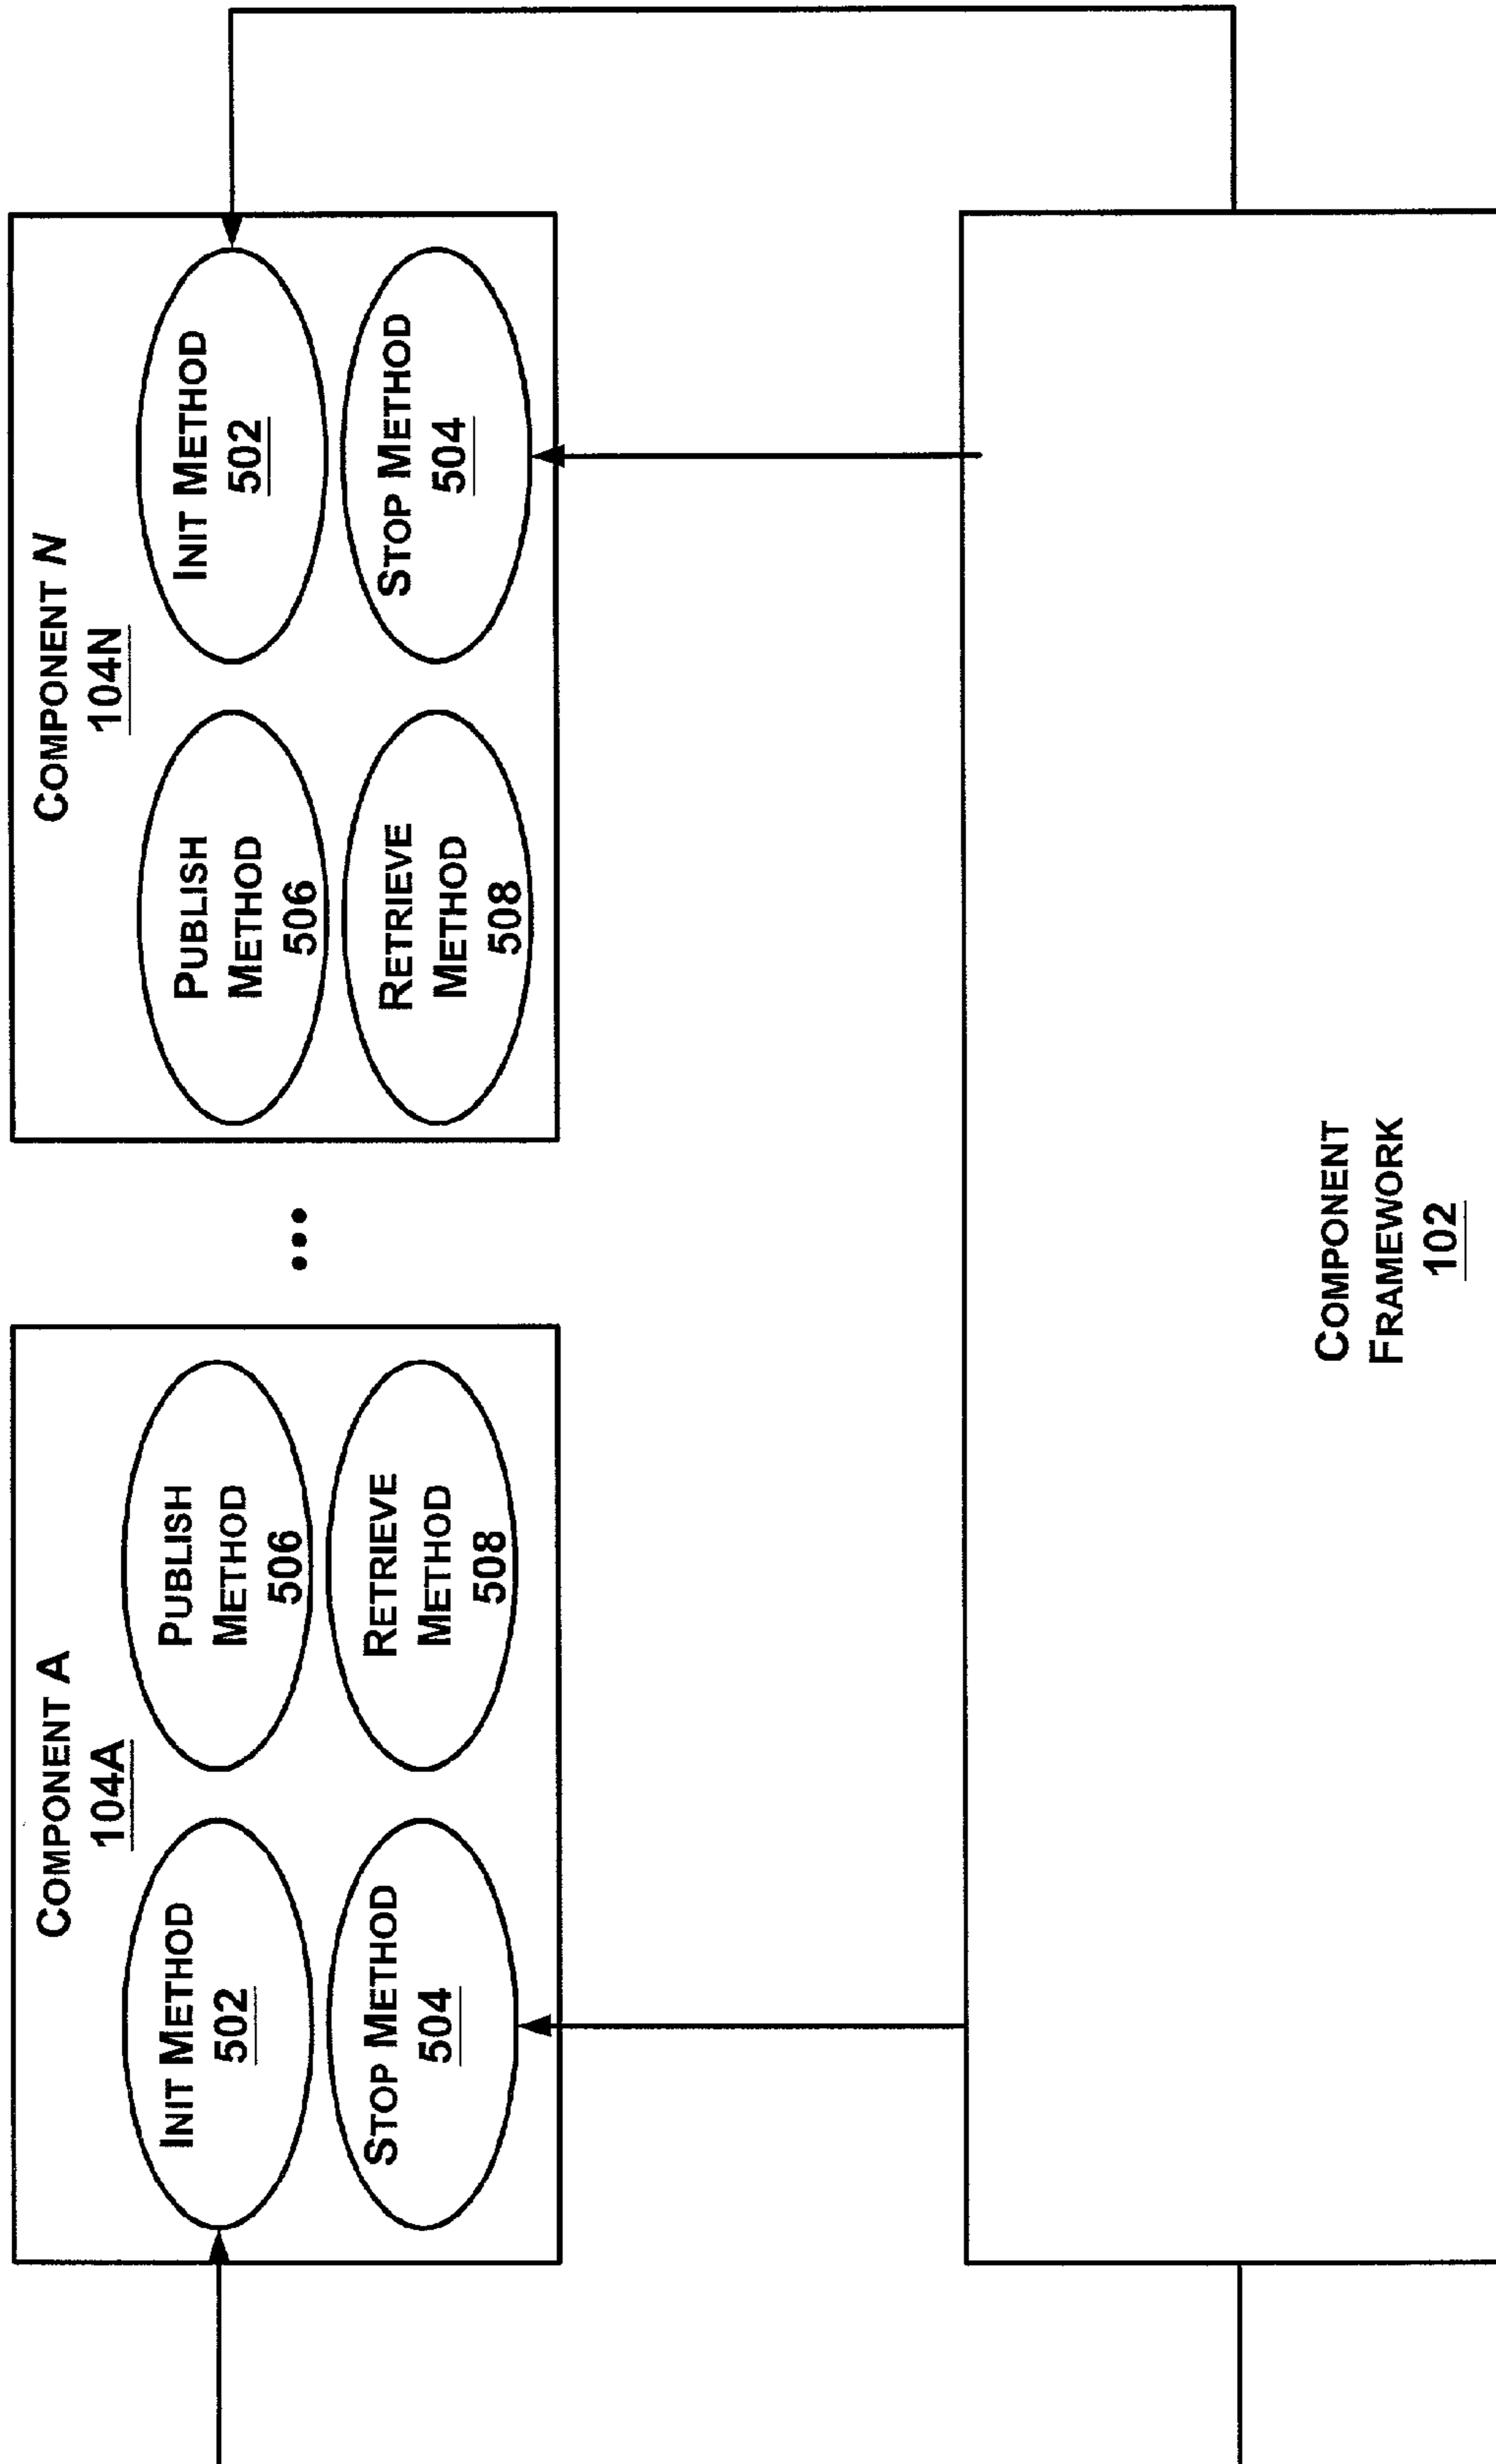 COMPONENT A
104A
INIT METHOD
502
PUBLISH
METHOD
506
STOP METHOD
504
RETRIEVE
METHOD
508
...
COMPONENT N
104N
PUBLISH
METHOD
506
INIT METHOD
502
RETRIEVE
METHOD
508
STOP METHOD
504
COMPONENT
FRAMEWORK
102